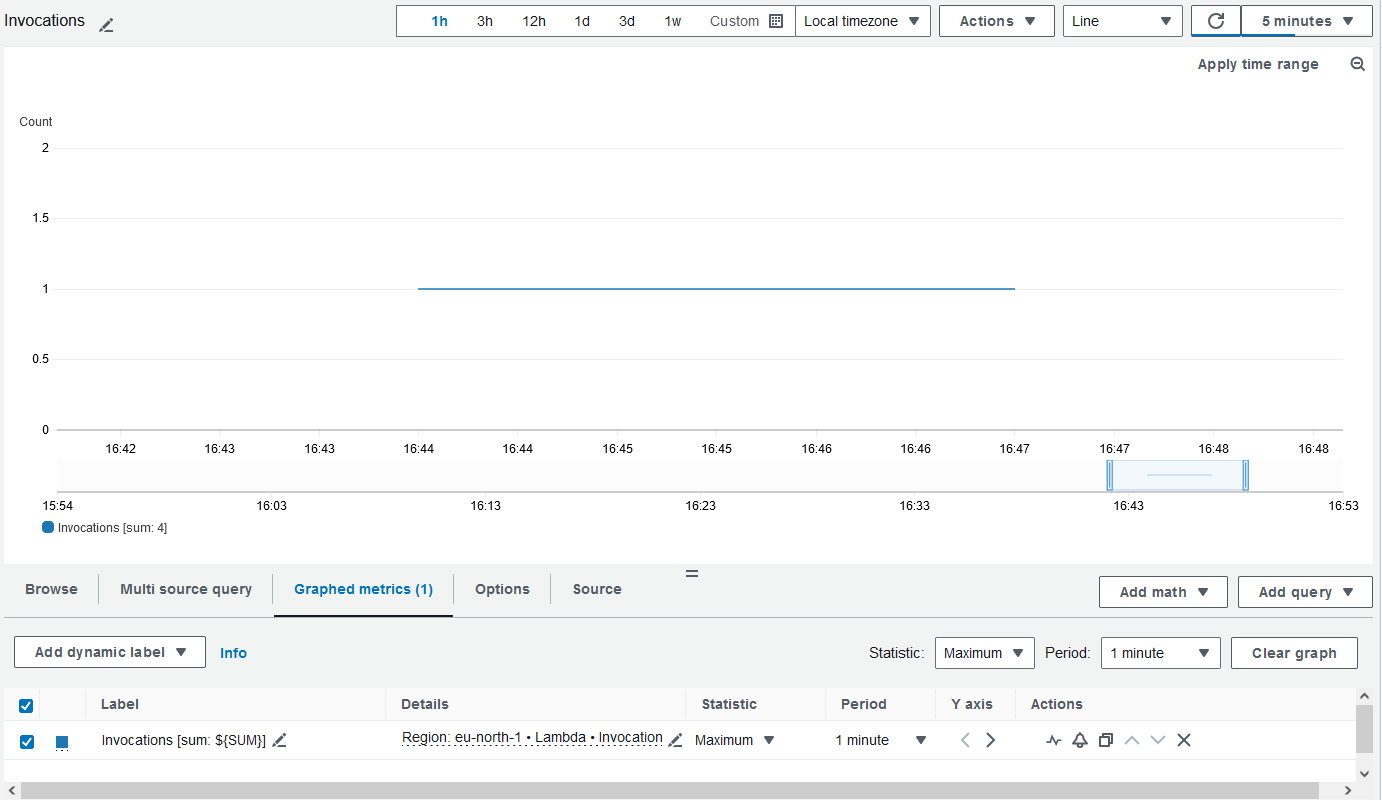 Invocations
1h 3h 12h 1d 3d 1w Custom Local timezone Actions Line 5 minutes
Apply time range
Count
2
1.5
1
0.5
0
16:42 16:43 16:43 16:44 16:44 16:45 16:45 16:46 16:46 16:47 16:47 16:48 16:48
15:54 16:03 16:13 16:23 16:33 16:43 16:53
Invocations [sum: 4]
Browse Multi source query Graphed metrics (1) Options Source Add math Add query
Add dynamic label Info Statistic: Maximum Period: 1 minute Clear graph
Label Details Statistic Period Y axis Actions
Invocations [sum: ${SUM}] Region: eu-north-1 • Lambda • Invocation Maximum 1 minute